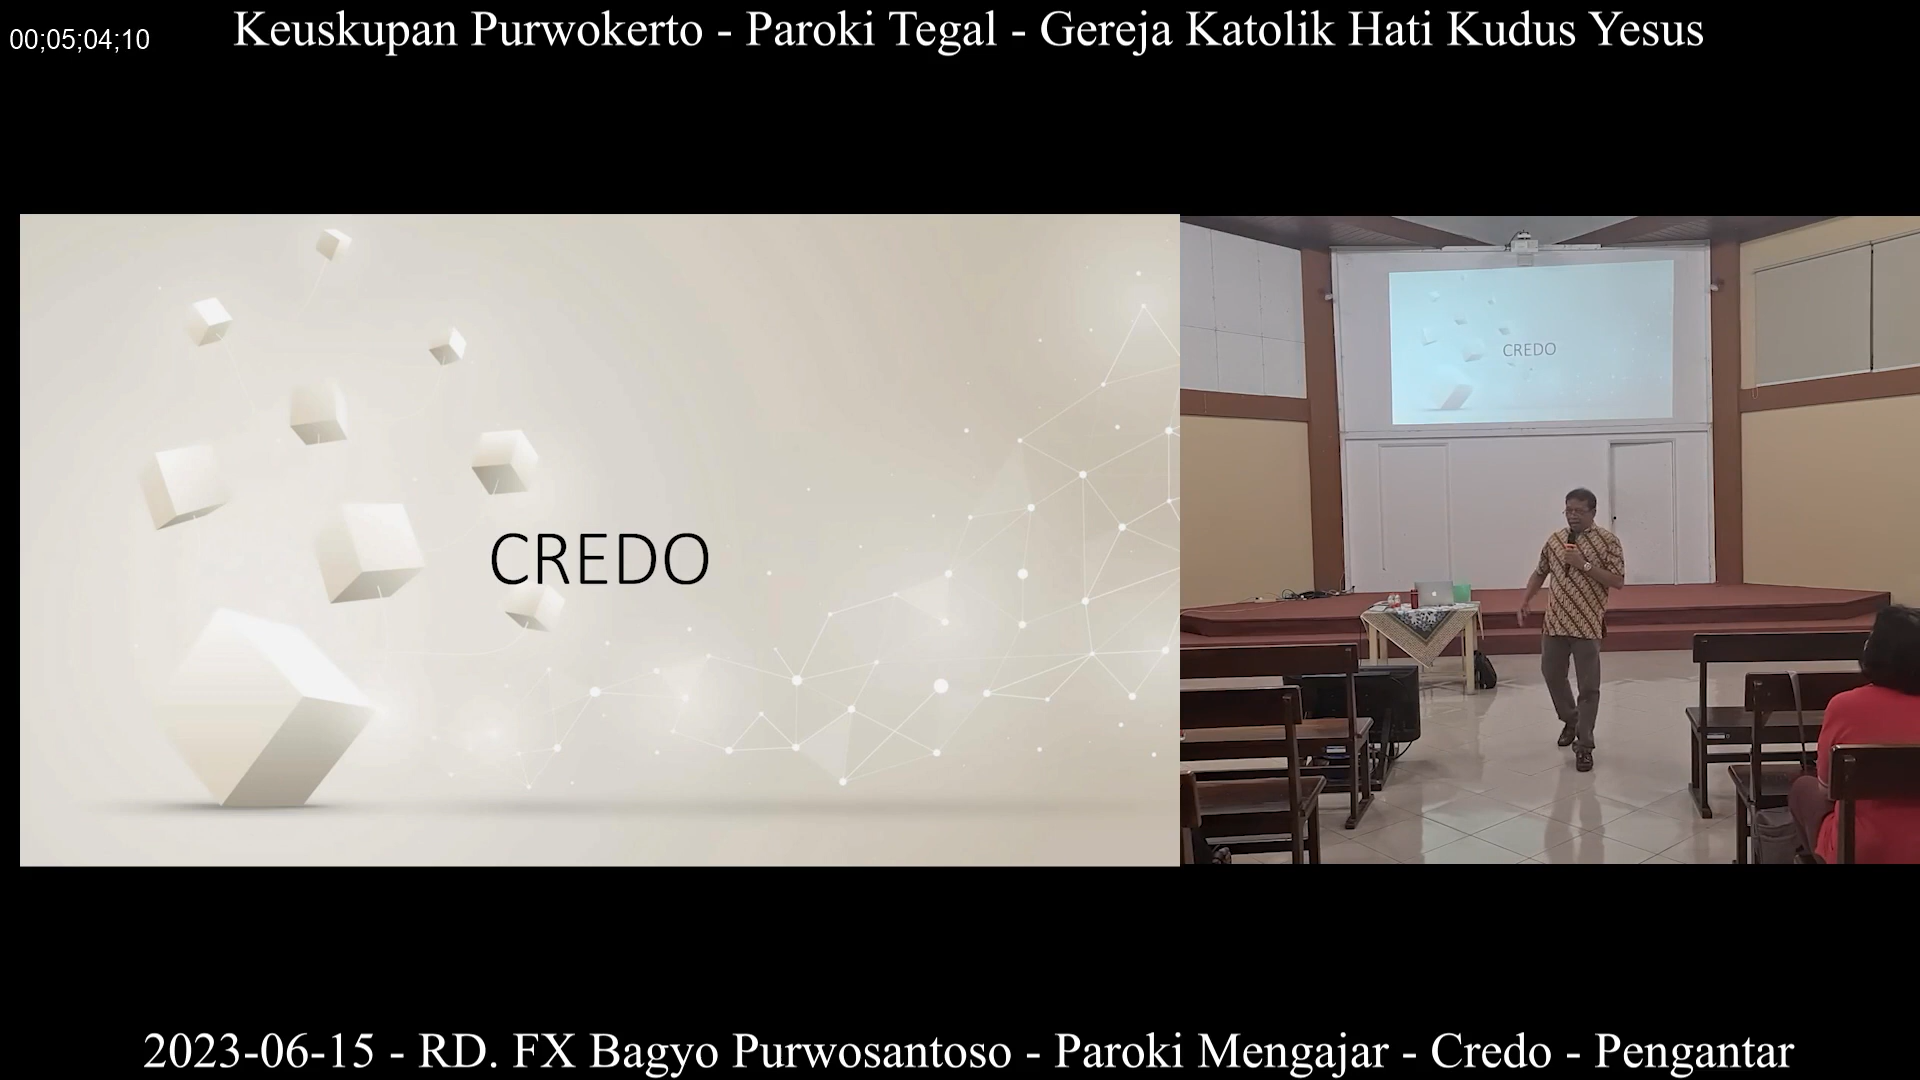 00;05;04;10
Keuskupan Purwokerto - Paroki Tegal - Gereja Katolik Hati Kudus Yesus
CREDO
CREDO
2023-06-15 - RD. FX Bagyo Purwosantoso - Paroki Mengajar - Credo - Pengantar